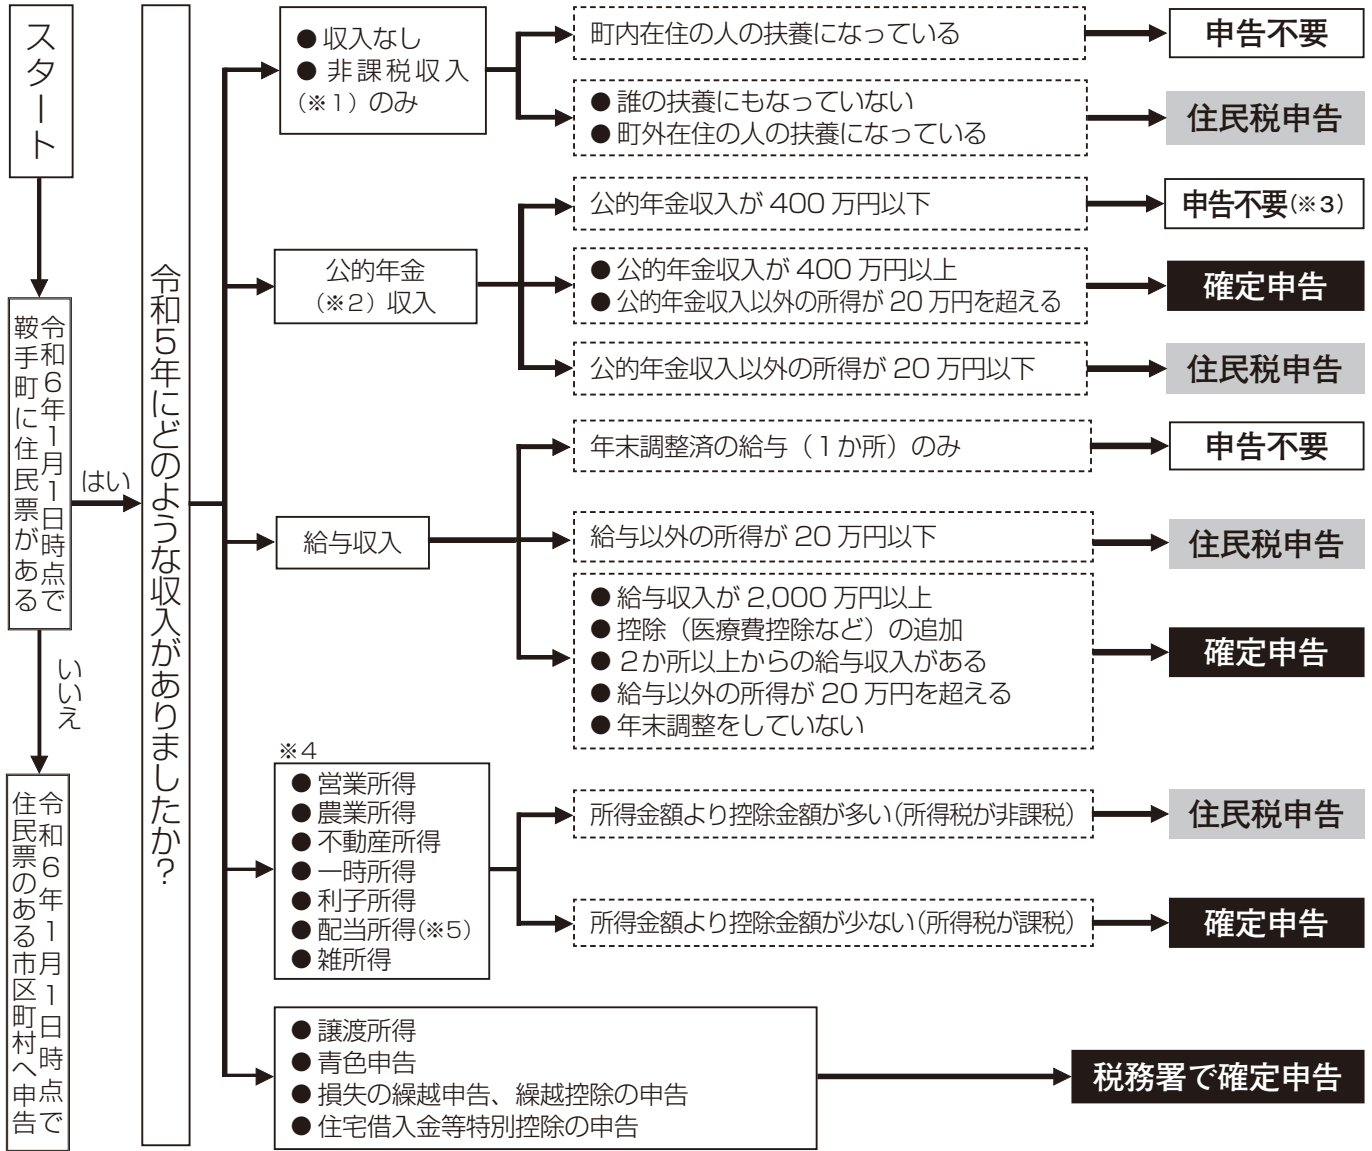 スタート
令和６年１月１日時点で
鞍手町に住民票がある
はい
いいえ
令和６年１月１日時点で
住民票のある市区町村へ申告
令和５年にどのような収入がありましたか？
● 収入なし
● 非課税収入
（※１）のみ
町内在住の人の扶養になっている
申告不要
● 誰の扶養にもなっていない
● 町外在住の人の扶養になっている
住民税申告
公的年金
（※２）収入
公的年金収入が 400 万円以下
申告不要（※３）
● 公的年金収入が 400 万円以上
● 公的年金収入以外の所得が 20 万円を超える
確定申告
公的年金収入以外の所得が 20 万円以下
住民税申告
給与収入
年末調整済の給与（１か所）のみ
申告不要
給与以外の所得が 20 万円以下
住民税申告
● 給与収入が 2,000 万円以上
● 控除（医療費控除など）の追加
● ２か所以上からの給与収入がある
● 給与以外の所得が 20 万円を超える
● 年末調整をしていない
確定申告
※４
● 営業所得
● 農業所得
● 不動産所得
● 一時所得
● 利子所得
● 配当所得（※５）
● 雑所得
所得金額より控除金額が多い（所得税が非課税）
住民税申告
所得金額より控除金額が少ない（所得税が課税）
確定申告
● 譲渡所得
● 青色申告
● 損失の繰越申告、繰越控除の申告
● 住宅借入金等特別控除の申告
税務署で確定申告